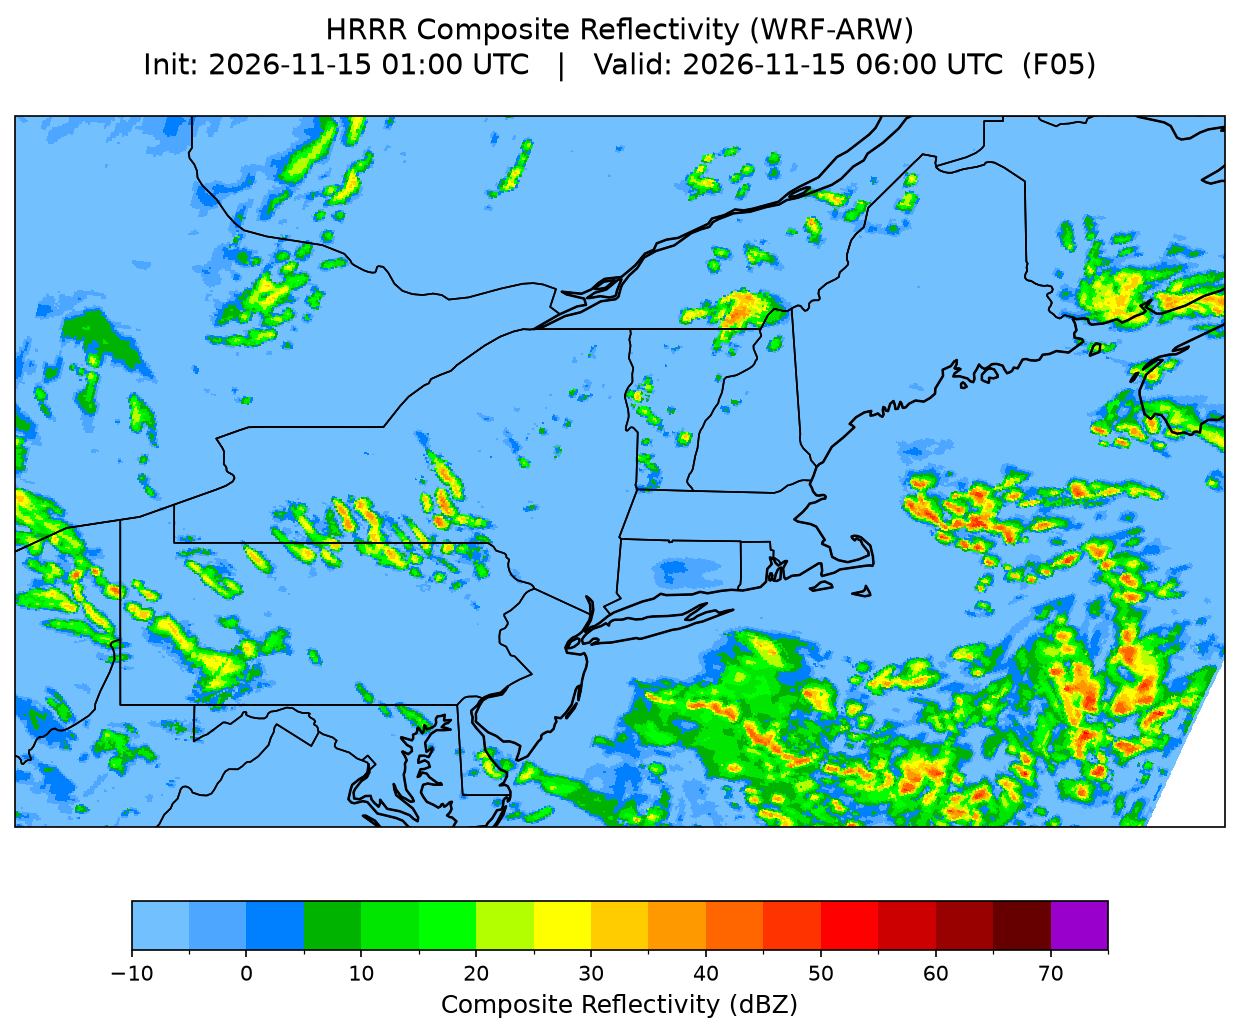 HRRR Composite Reflectivity (WRF-ARW)
Init: 2026-11-15 01:00 UTC   |   Valid: 2026-11-15 06:00 UTC  (F05)
−10 0 10 20 30 40 50 60 70
Composite Reflectivity (dBZ)